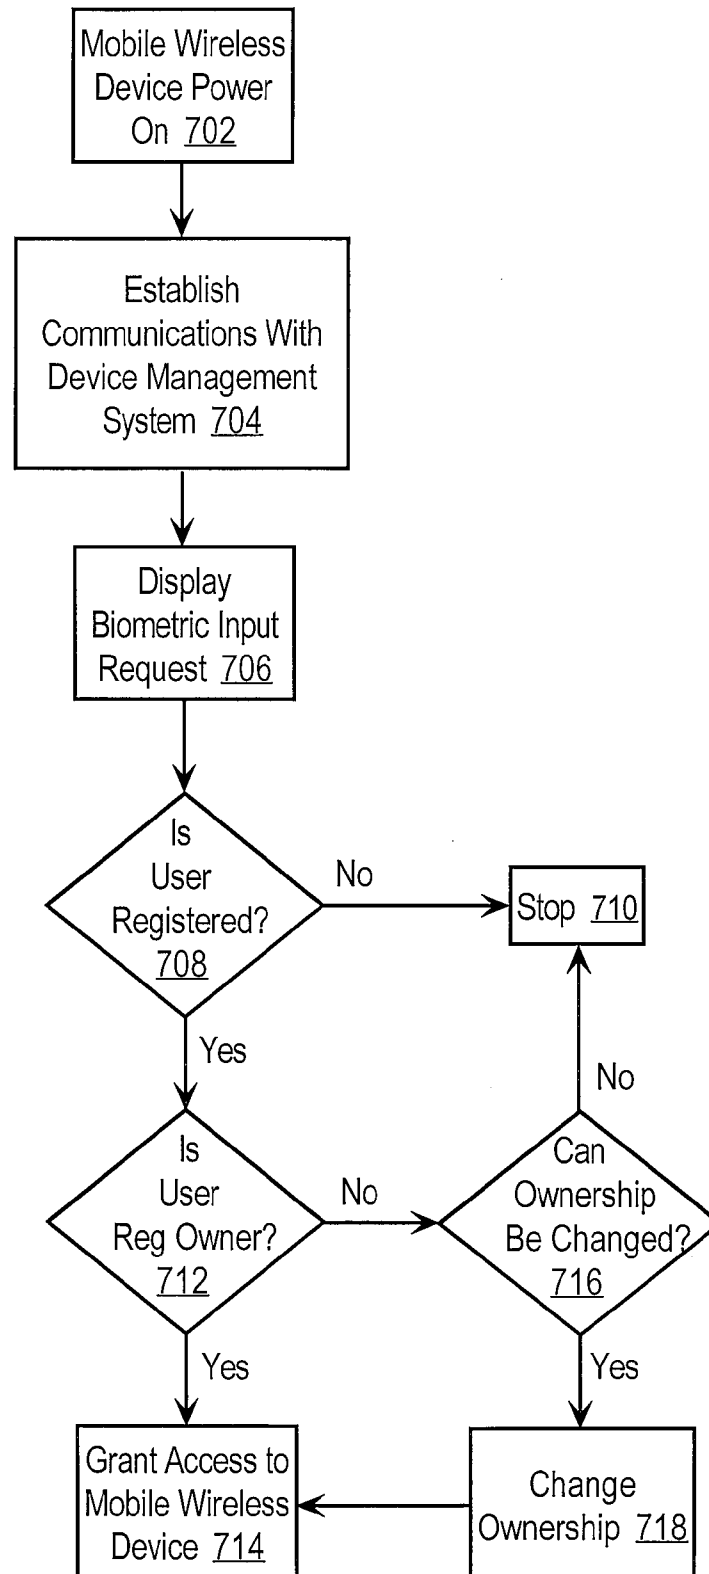 Mobile Wireless
Device Power
On 702
Establish
Communications With
Device Management
System 704
Display
Biometric Input
Request 706
Is
User
Registered?
708
No
Stop 710
Yes
No
Is
User
Reg Owner?
712
No
Can
Ownership
Be Changed?
716
Yes
Yes
Grant Access to
Mobile Wireless
Device 714
Change
Ownership 718